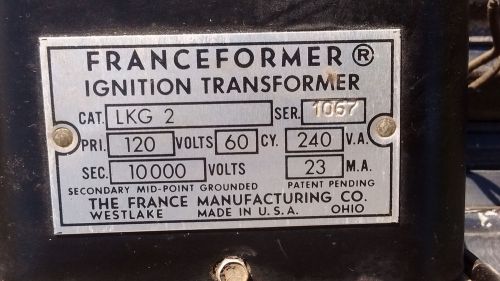 FRANCEFORMER ®
IGNITION TRANSFORMER
CAT. LKG 2 SER. 1067
PRI. 120 VOLTS 60 CY. 240 V.A.
SEC. 10000 VOLTS 23 M.A.
SECONDARY MID-POINT GROUNDED PATENT PENDING
THE FRANCE MANUFACTURING CO.
WESTLAKE MADE IN U.S.A. OHIO